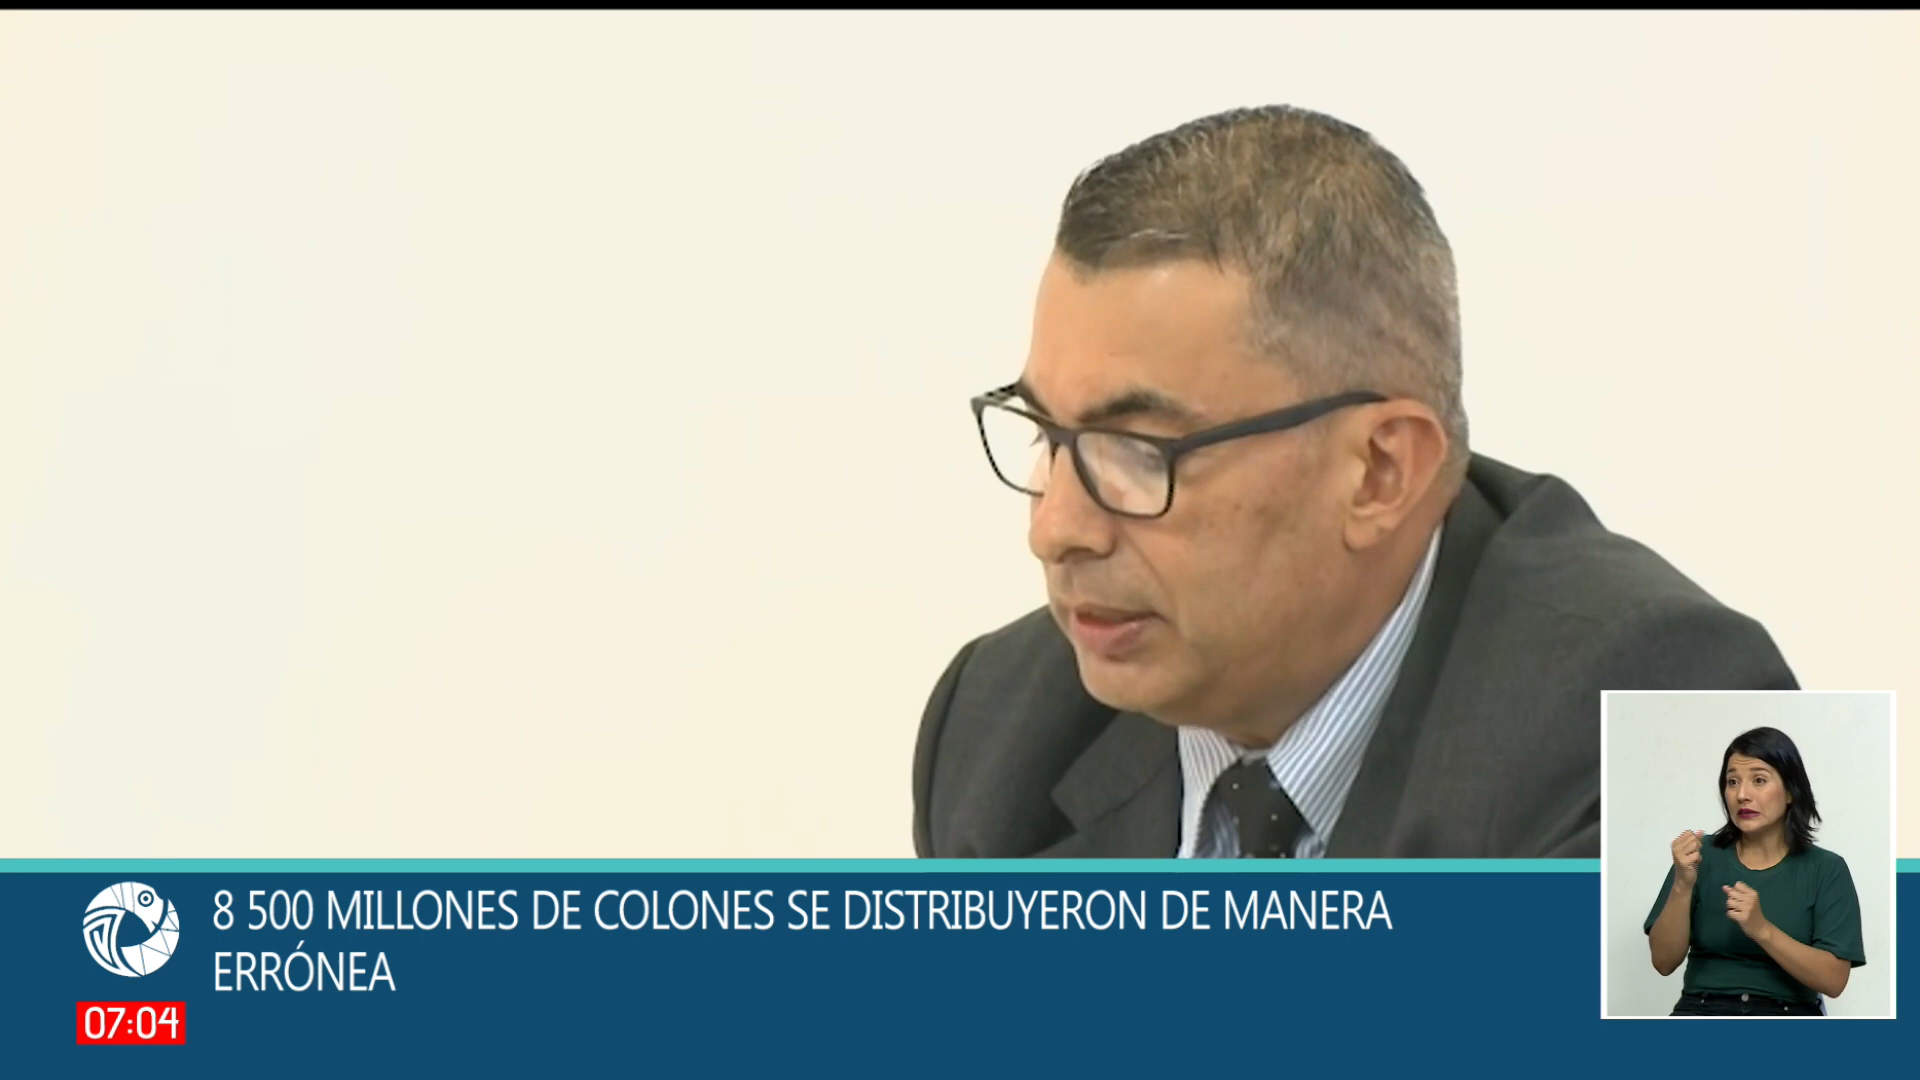 8 500 MILLONES DE COLONES SE DISTRIBUYERON DE MANERA
ERRÓNEA
07:04